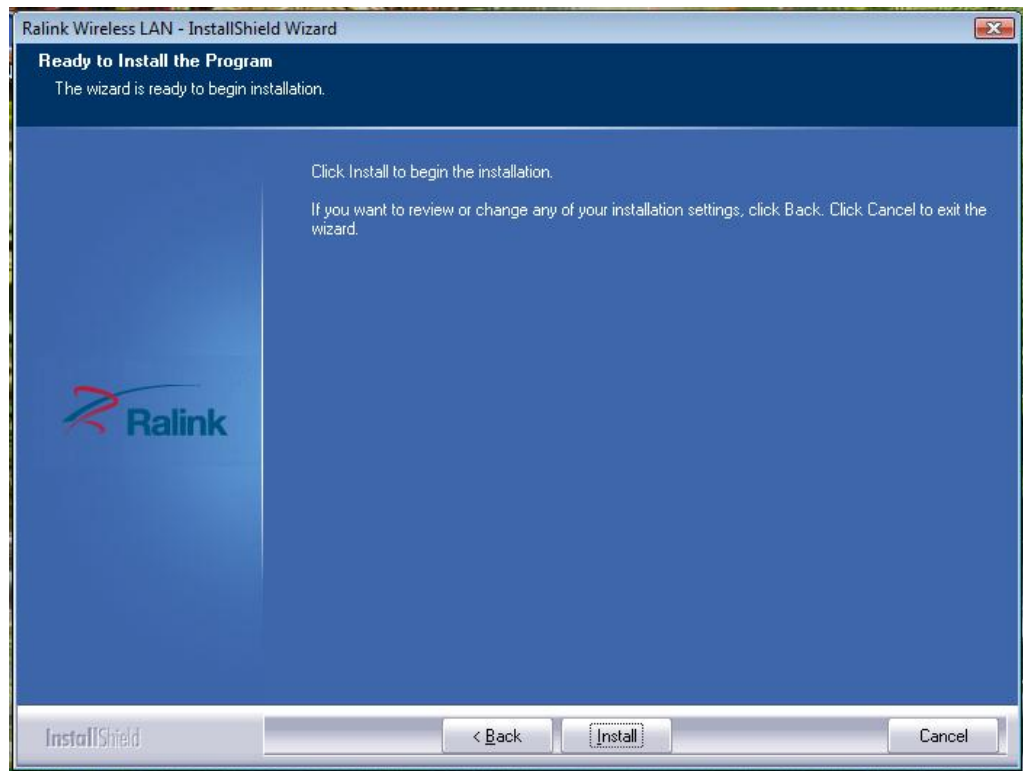 Ralink Wireless LAN - InstallShield Wizard
Ready to Install the Program
The wizard is ready to begin installation.
Click Install to begin the installation.
If you want to review or change any of your installation settings, click Back. Click Cancel to exit the
wizard.
Ralink
InstallShield
< Back
Install
Cancel